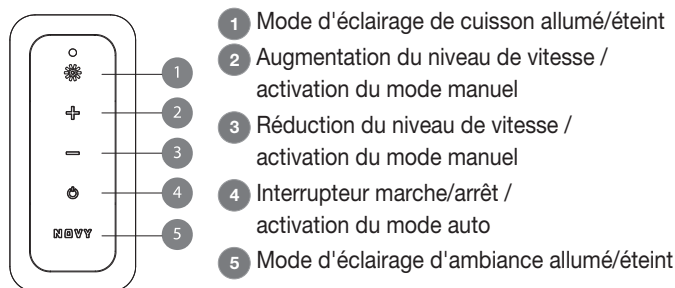 1
2
3
4
NOVY 5
1 Mode d'éclairage de cuisson allumé/éteint
2 Augmentation du niveau de vitesse /
activation du mode manuel
3 Réduction du niveau de vitesse /
activation du mode manuel
4 Interrupteur marche/arrêt /
activation du mode auto
5 Mode d'éclairage d'ambiance allumé/éteint